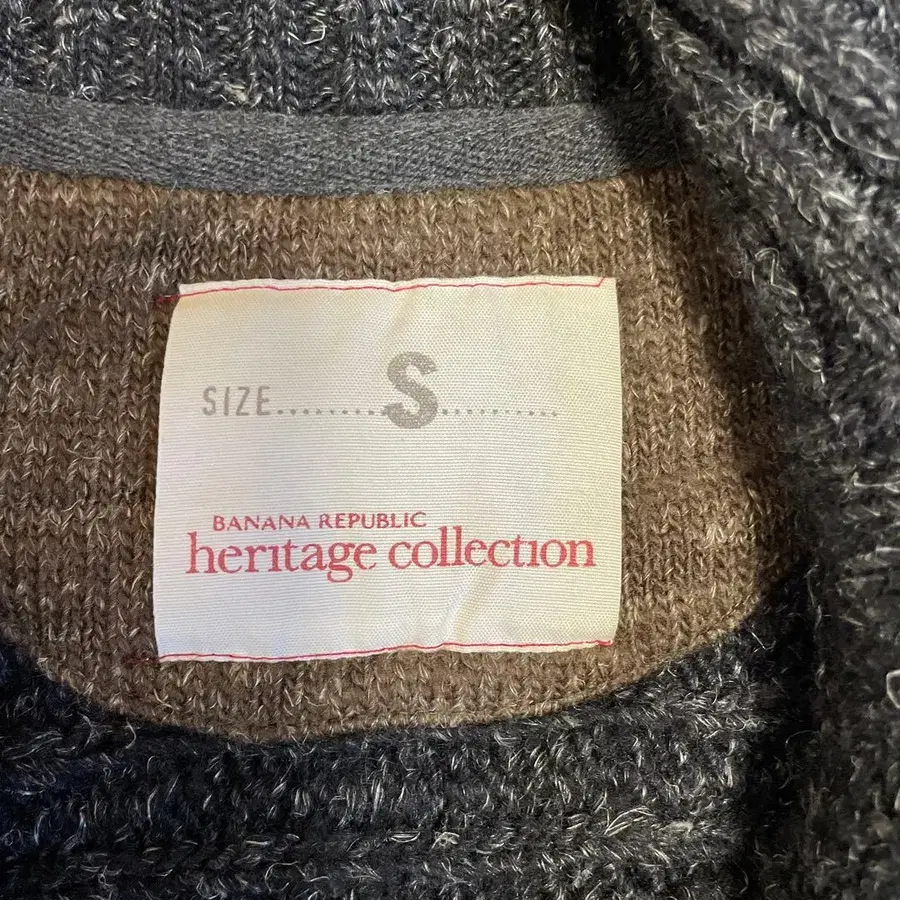 SIZE.........S...........
BANANA REPUBLIC
heritage collection